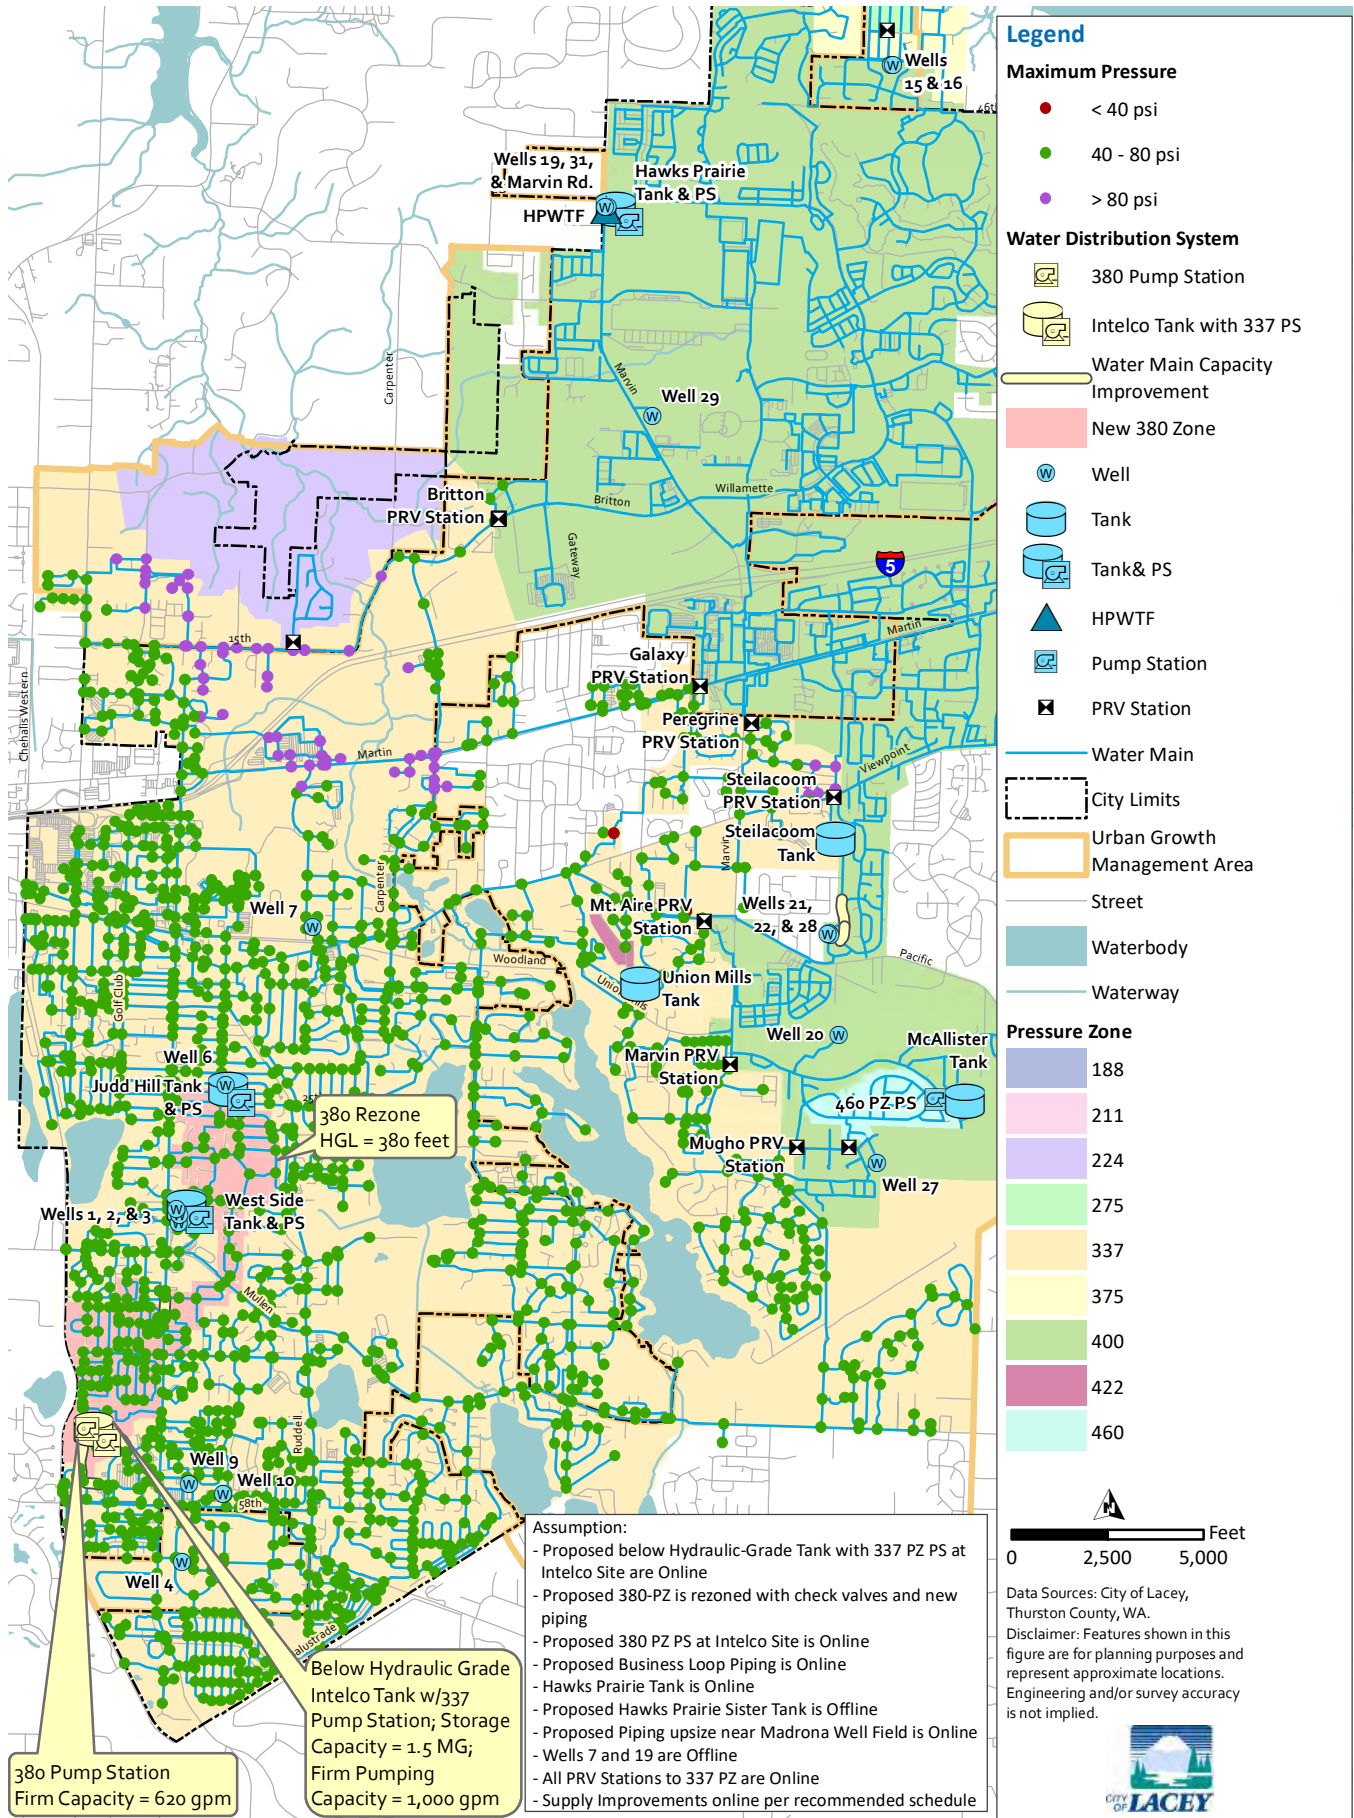 Wells
15 & 16
46th
Wells 19, 31,
& Marvin Rd.
Hawks Prairie
Tank & PS
HPWTF
Carpenter
Marvin
Well 29
Willamette
Britton
Britton
PRV Station
Gateway
5
15th
Martin
Galaxy
PRV Station
Chehalis Western
Peregrine
PRV Station
Martin
Viewpoint
Steilacoom
PRV Station
Steilacoom
Tank
Marvin
Carpenter
Well 7
Mt. Aire PRV
Station
Wells 21,
22, & 28
Pacific
Woodland
Golf Club
Union Mills
Union Mills
Tank
Well 20
McAllister
Tank
Well 6
Marvin PRV
Station
Judd Hill Tank
& PS
25th
460 PZ PS
380 Rezone
HGL = 380 feet
Mugho PRV
Station
Well 27
Wells 1, 2, & 3
West Side
Tank & PS
Mullen
Ruddell
Well 9
Well 10
58th
Well 4
alustrade
380 Pump Station
Firm Capacity = 620 gpm
Below Hydraulic Grade
Intelco Tank w/337
Pump Station; Storage
Capacity = 1.5 MG;
Firm Pumping
Capacity = 1,000 gpm
Assumption:
- Proposed below Hydraulic-Grade Tank with 337 PZ PS at
Intelco Site are Online
- Proposed 380-PZ is rezoned with check valves and new
piping
- Proposed 380 PZ PS at Intelco Site is Online
- Proposed Business Loop Piping is Online
- Hawks Prairie Tank is Online
- Proposed Hawks Prairie Sister Tank is Offline
- Proposed Piping upsize near Madrona Well Field is Online
- Wells 7 and 19 are Offline
- All PRV Stations to 337 PZ are Online
- Supply Improvements online per recommended schedule
Legend
Maximum Pressure
< 40 psi
40 - 80 psi
> 80 psi
Water Distribution System
380 Pump Station
Intelco Tank with 337 PS
Water Main Capacity
Improvement
New 380 Zone
Well
Tank
Tank& PS
HPWTF
Pump Station
PRV Station
Water Main
City Limits
Urban Growth
Management Area
Street
Waterbody
Waterway
Pressure Zone
188
211
224
275
337
375
400
422
460
N
Feet
0 2,500 5,000
Data Sources: City of Lacey,
Thurston County, WA.
Disclaimer: Features shown in this
figure are for planning purposes and
represent approximate locations.
Engineering and/or survey accuracy
is not implied.
CITY OF LACEY